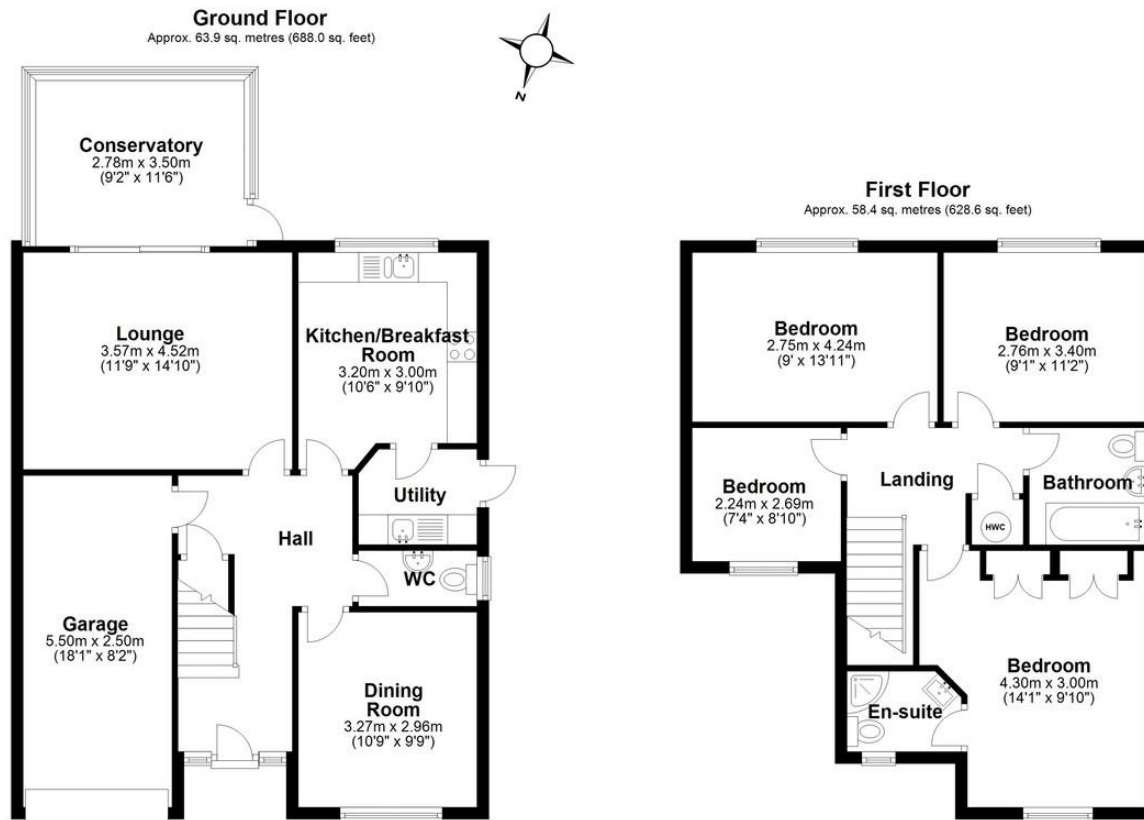 Ground Floor
Approx. 63.9 sq. metres (688.0 sq. feet)
N
Conservatory
2.78m x 3.50m
(9'2" x 11'6")
Lounge
3.57m x 4.52m
(11'9" x 14'10")
Kitchen/Breakfast
Room
3.20m x 3.00m
(10'6" x 9'10")
Utility
Hall
WC
Garage
5.50m x 2.50m
(18'1" x 8'2")
Dining
Room
3.27m x 2.96m
(10'9" x 9'9")
First Floor
Approx. 58.4 sq. metres (628.6 sq. feet)
Bedroom
2.75m x 4.24m
(9' x 13'11")
Bedroom
2.76m x 3.40m
(9'1" x 11'2")
Bedroom
2.24m x 2.69m
(7'4" x 8'10")
Landing
Bathroom
HWC
Bedroom
4.30m x 3.00m
(14'1" x 9'10")
En-suite